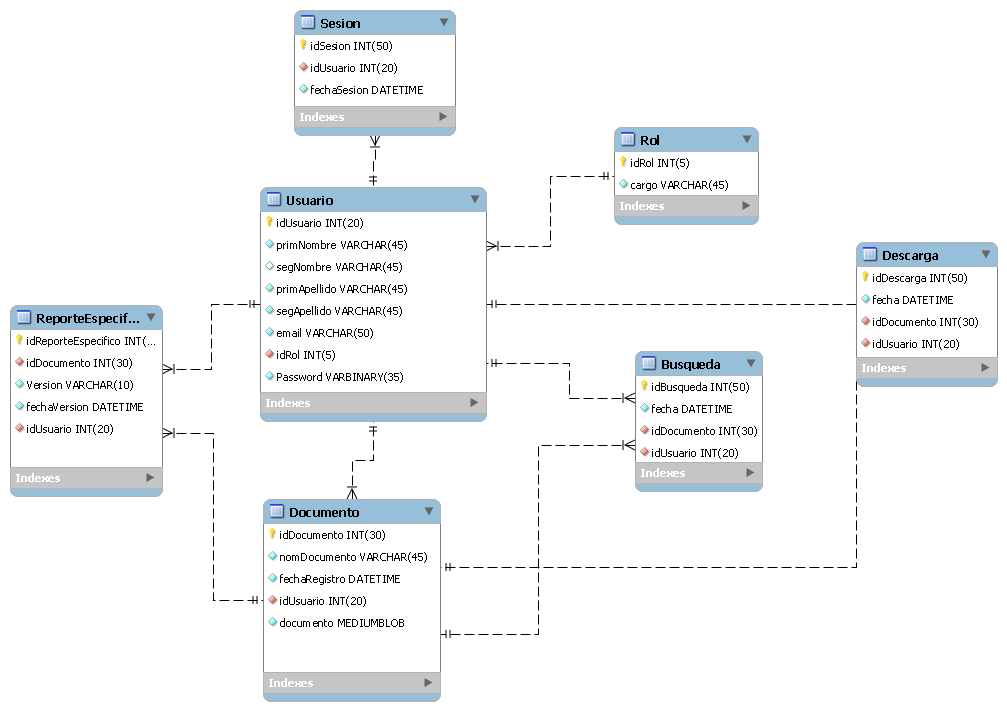 Sesion
idSesion INT(50)
idUsuario INT(20)
fechaSesion DATETIME
Indexes
Rol
idRol INT(5)
cargo VARCHAR(45)
Indexes
Usuario
idUsuario INT(20)
primNombre VARCHAR(45)
segNombre VARCHAR(45)
primApellido VARCHAR(45)
segApellido VARCHAR(45)
email VARCHAR(50)
idRol INT(5)
Password VARBINARY(35)
Indexes
Descarga
idDescarga INT(50)
fecha DATETIME
idDocumento INT(30)
idUsuario INT(20)
Indexes
ReporteEspecif...
idReporteEspecifico INT(...
idDocumento INT(30)
Version VARCHAR(10)
fechaVersion DATETIME
idUsuario INT(20)
Indexes
Busqueda
idBusqueda INT(50)
fecha DATETIME
idDocumento INT(30)
idUsuario INT(20)
Indexes
Documento
idDocumento INT(30)
nomDocumento VARCHAR(45)
fechaRegistro DATETIME
idUsuario INT(20)
documento MEDIUMBLOB
Indexes